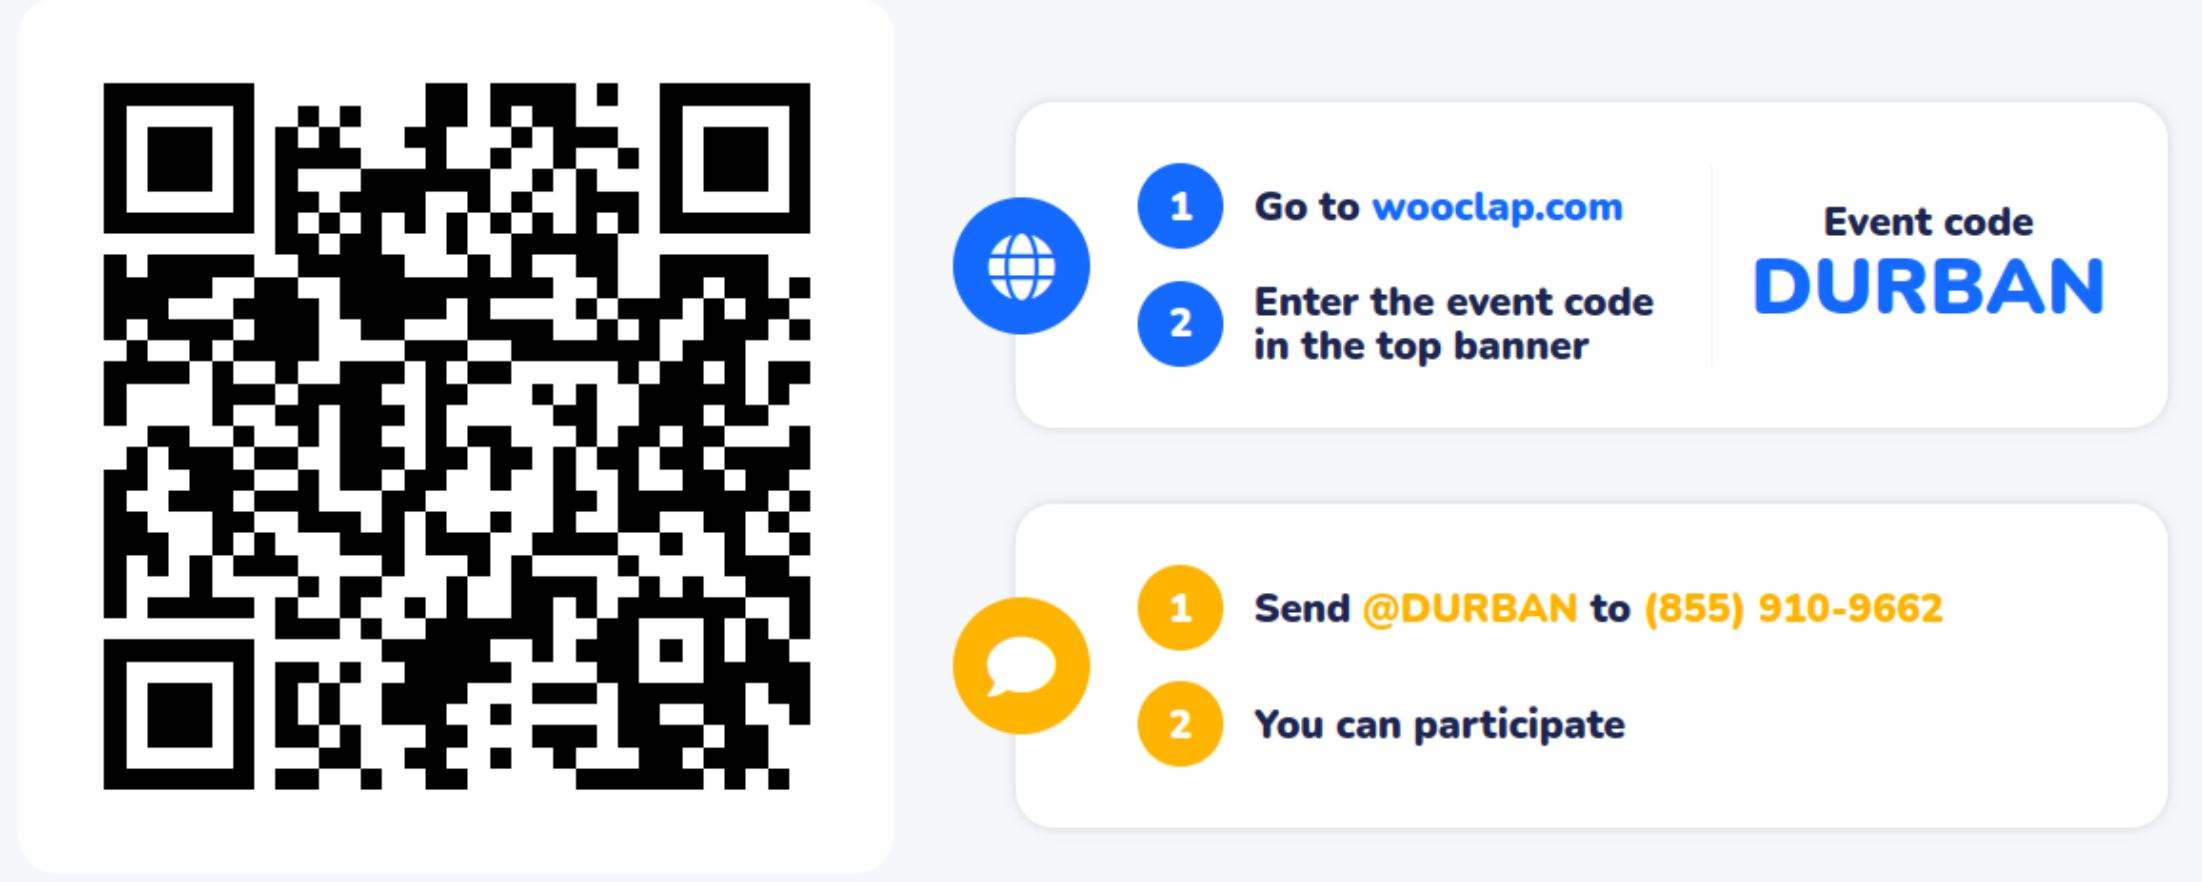 1 Go to wooclap.com
2 Enter the event code
in the top banner
Event code
DURBAN
1 Send @DURBAN to (855) 910-9662
2 You can participate